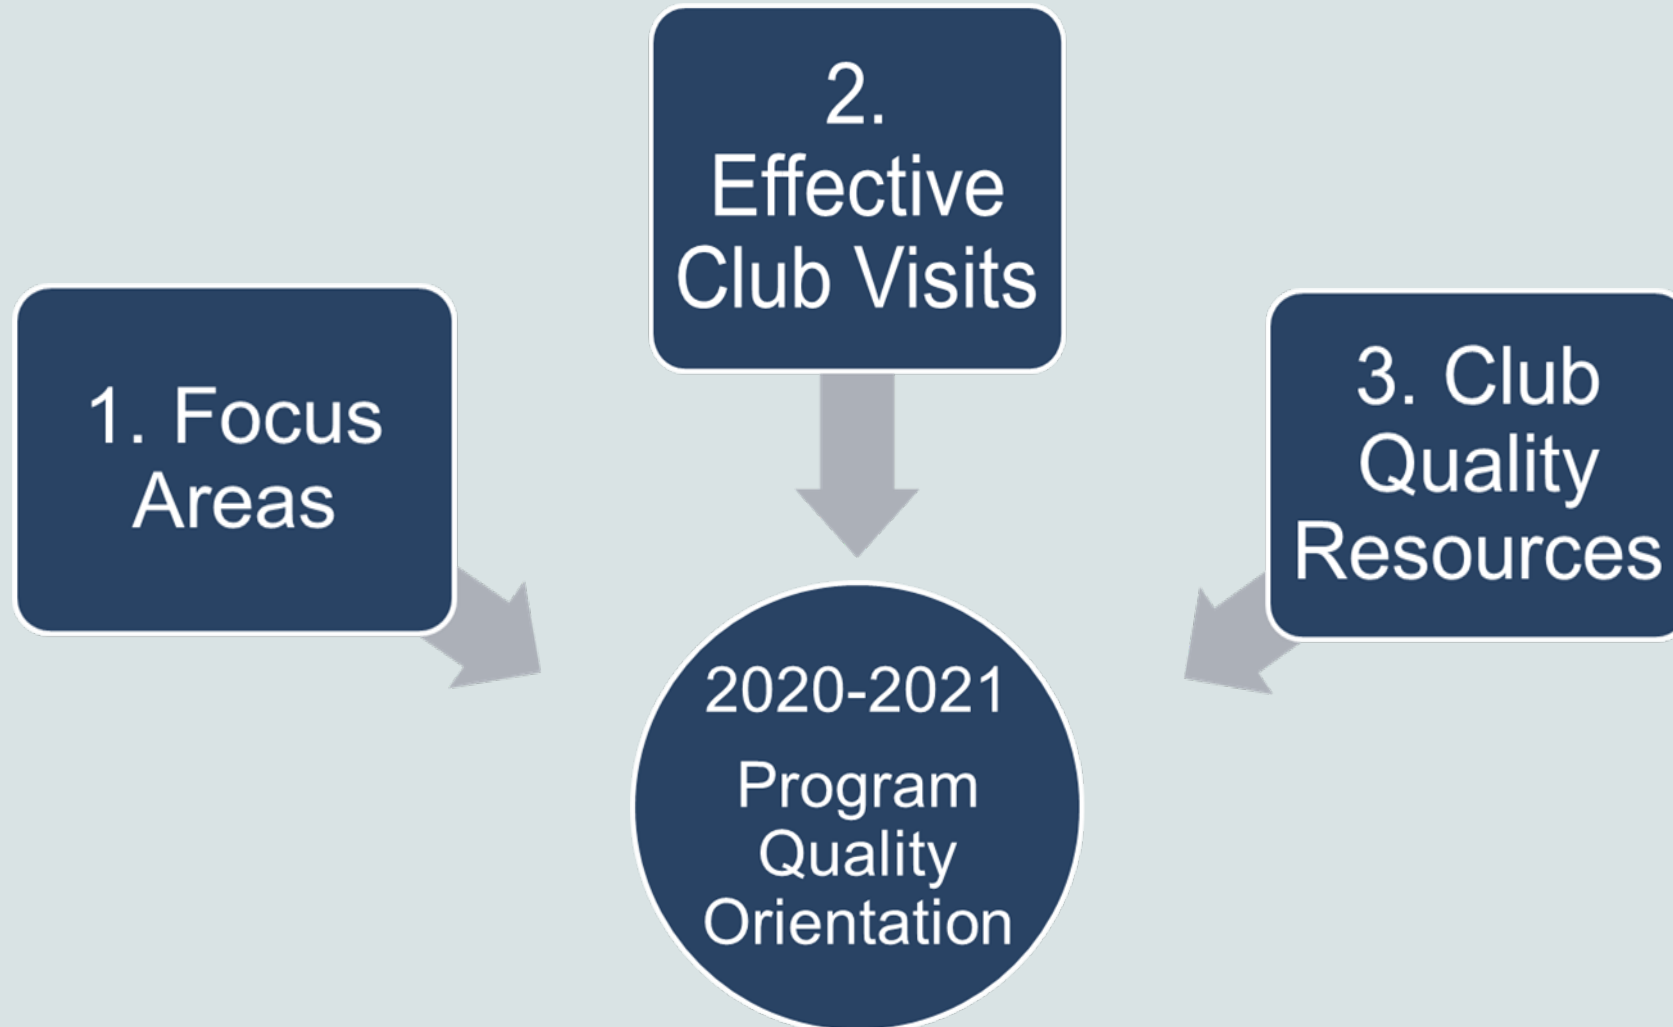 1. Focus
Areas
2.
Effective
Club Visits
3. Club
Quality
Resources
2020-2021
Program
Quality
Orientation